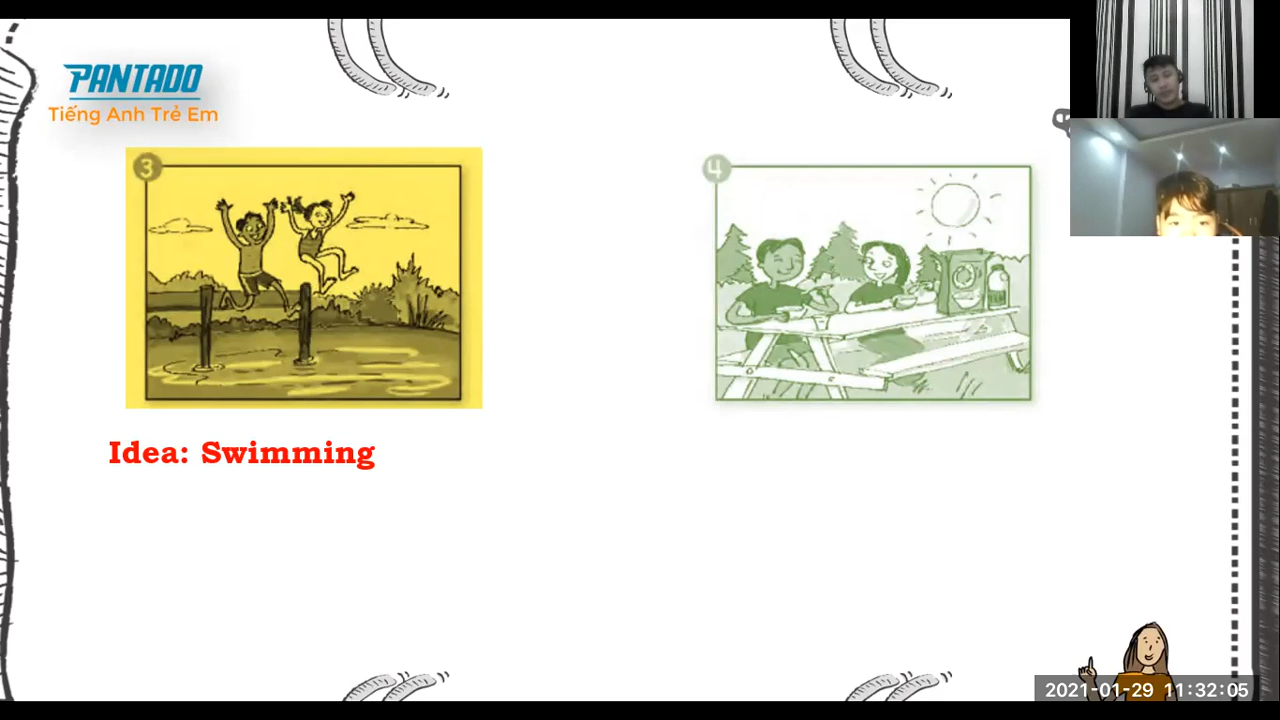 PANTADO
Tiếng Anh Trẻ Em
3
4
Idea: Swimming
2021-01-29 11:32:05